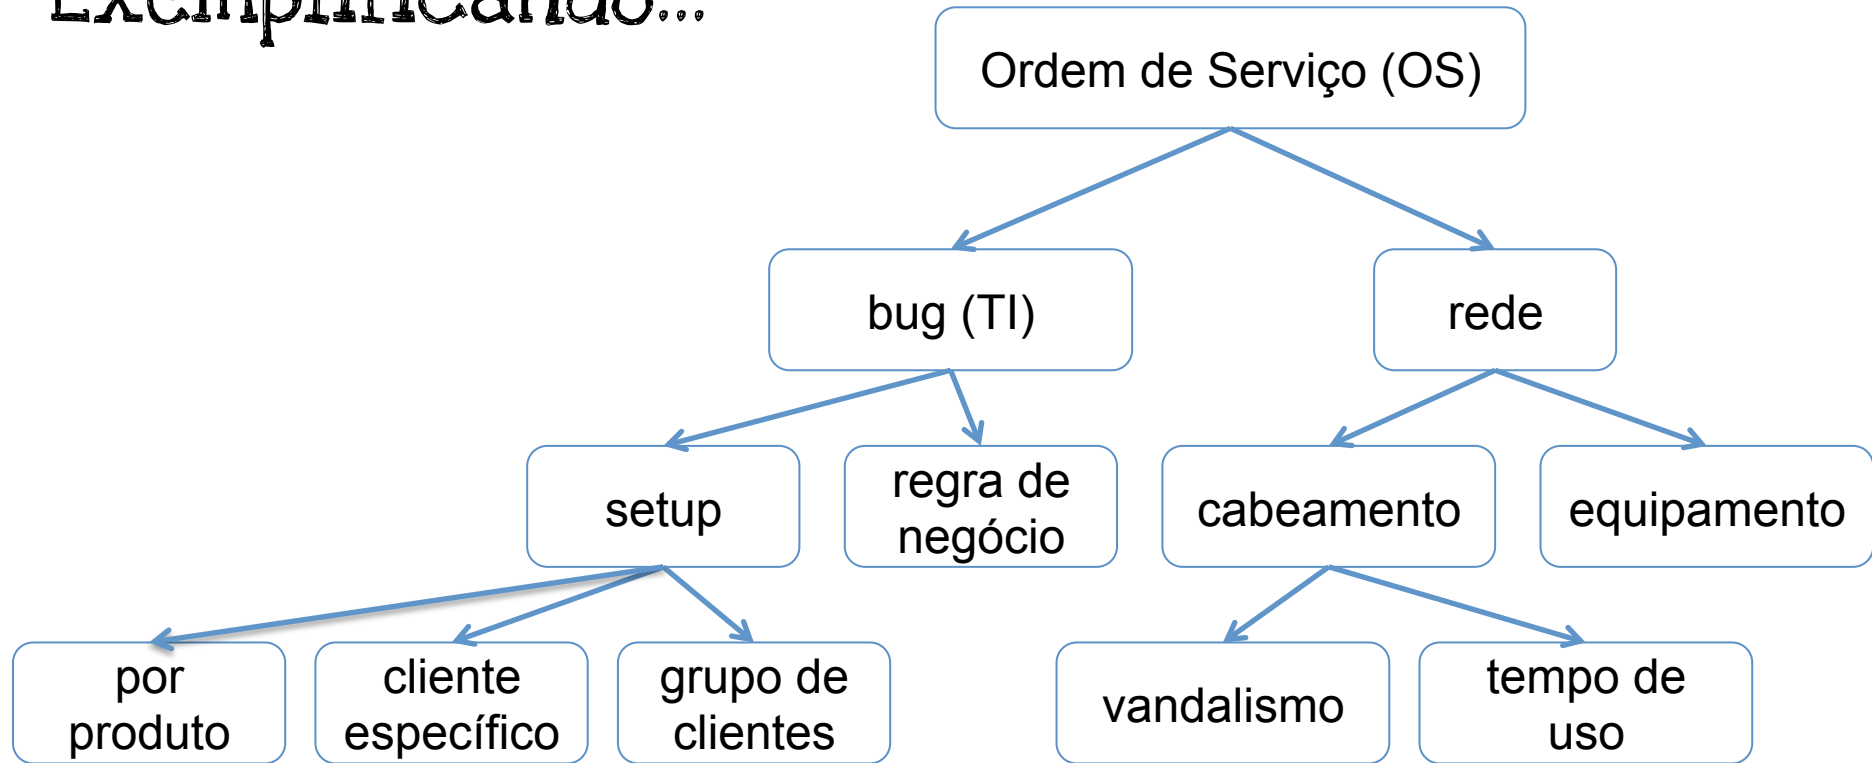 Exemplificando...
Ordem de Serviço (OS)
bug (TI)
rede
setup
regra de
negócio
cabeamento
equipamento
por
produto
cliente
específico
grupo de
clientes
vandalismo
tempo de
uso